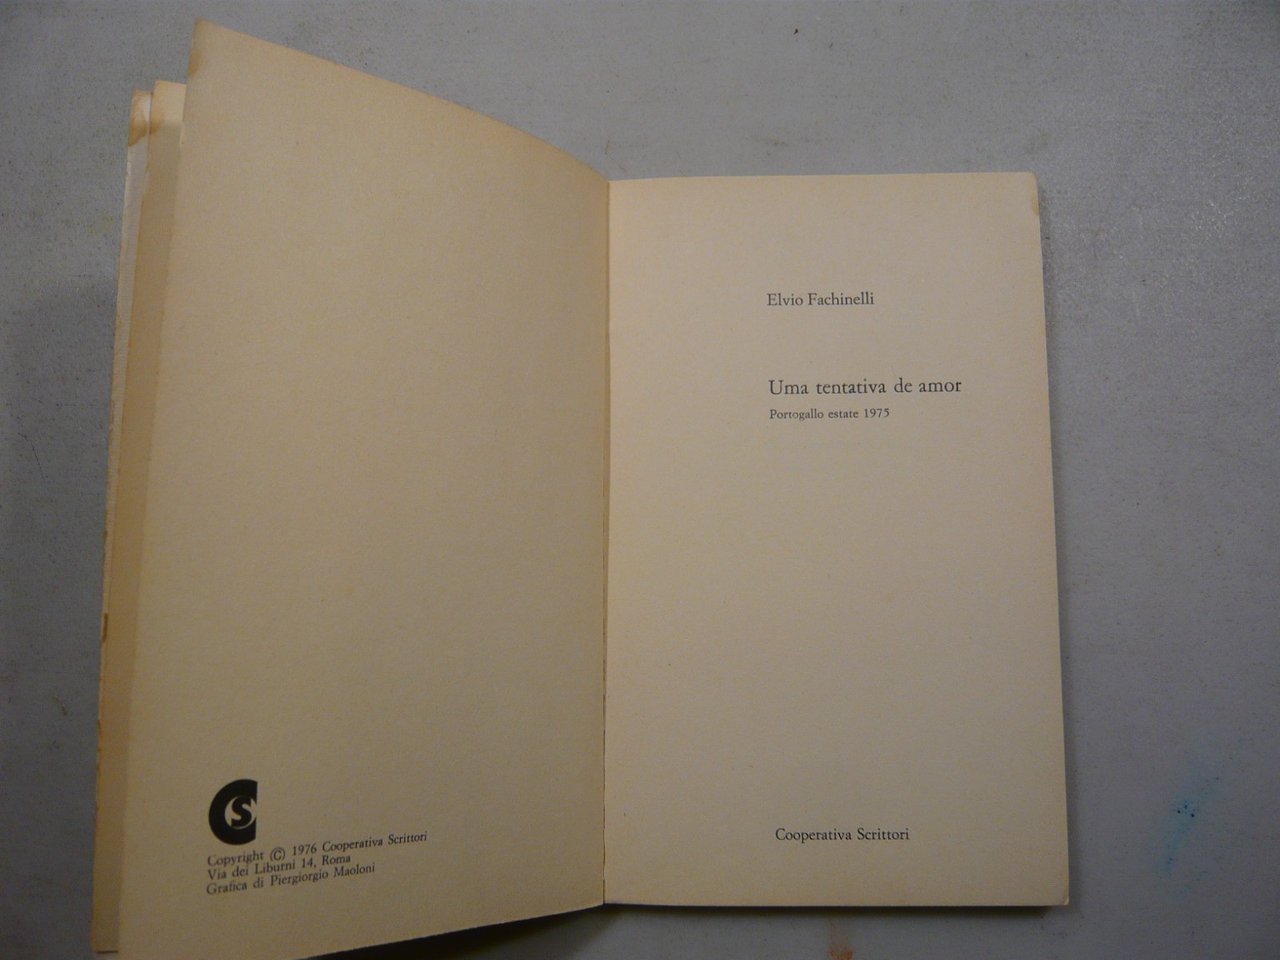 CS
Copyright © 1976 Cooperativa Scrittori
Via dei Liburni 14, Roma
Grafica di Piergiorgio Maoloni
Elvio Fachinelli
Uma tentativa de amor
Portogallo estate 1975
Cooperativa Scrittori